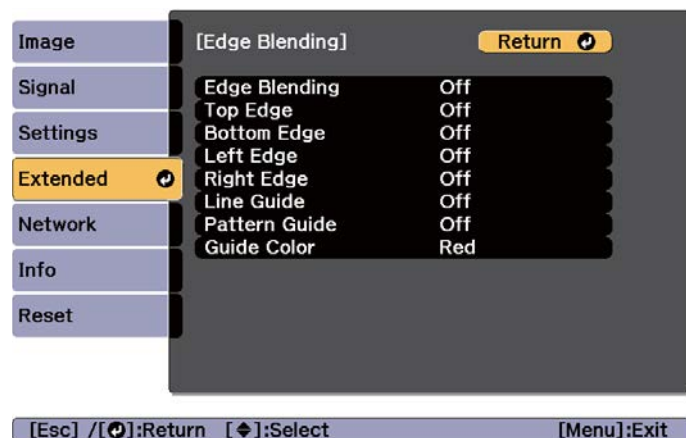 Image
Signal
Settings
Extended
Network
Info
Reset
[Edge Blending] Return
Edge Blending Off
Top Edge Off
Bottom Edge Off
Left Edge Off
Right Edge Off
Line Guide Off
Pattern Guide Off
Guide Color Red
[Esc] /[⏎]:Return [◆]:Select [Menu]:Exit